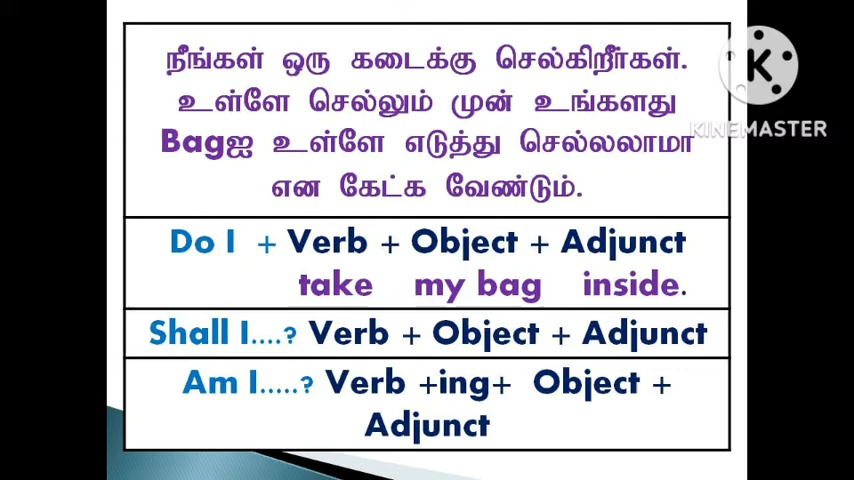 நீங்கள் ஒரு கடைக்கு செல்கிறீர்கள்.
உள்ளே செல்லும் முன் உங்களது
Bagஐ உள்ளே எடுத்து செல்லலாமா
என கேட்க வேண்டும்.
K
KINEMASTER
Do I + Verb + Object + Adjunct
take my bag inside.
Shall I....? Verb + Object + Adjunct
Am I.....? Verb +ing+ Object +
Adjunct